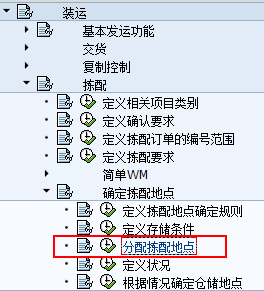 装运
基本发运功能
交货
复制控制
拣配
定义相关项目类别
定义确认要求
定义拣配订单的编号范围
定义拣配要求
简单WM
确定拣配地点
定义拣配地点确定规则
定义存储条件
分配拣配地点
定义状况
根据情况确定仓储地点